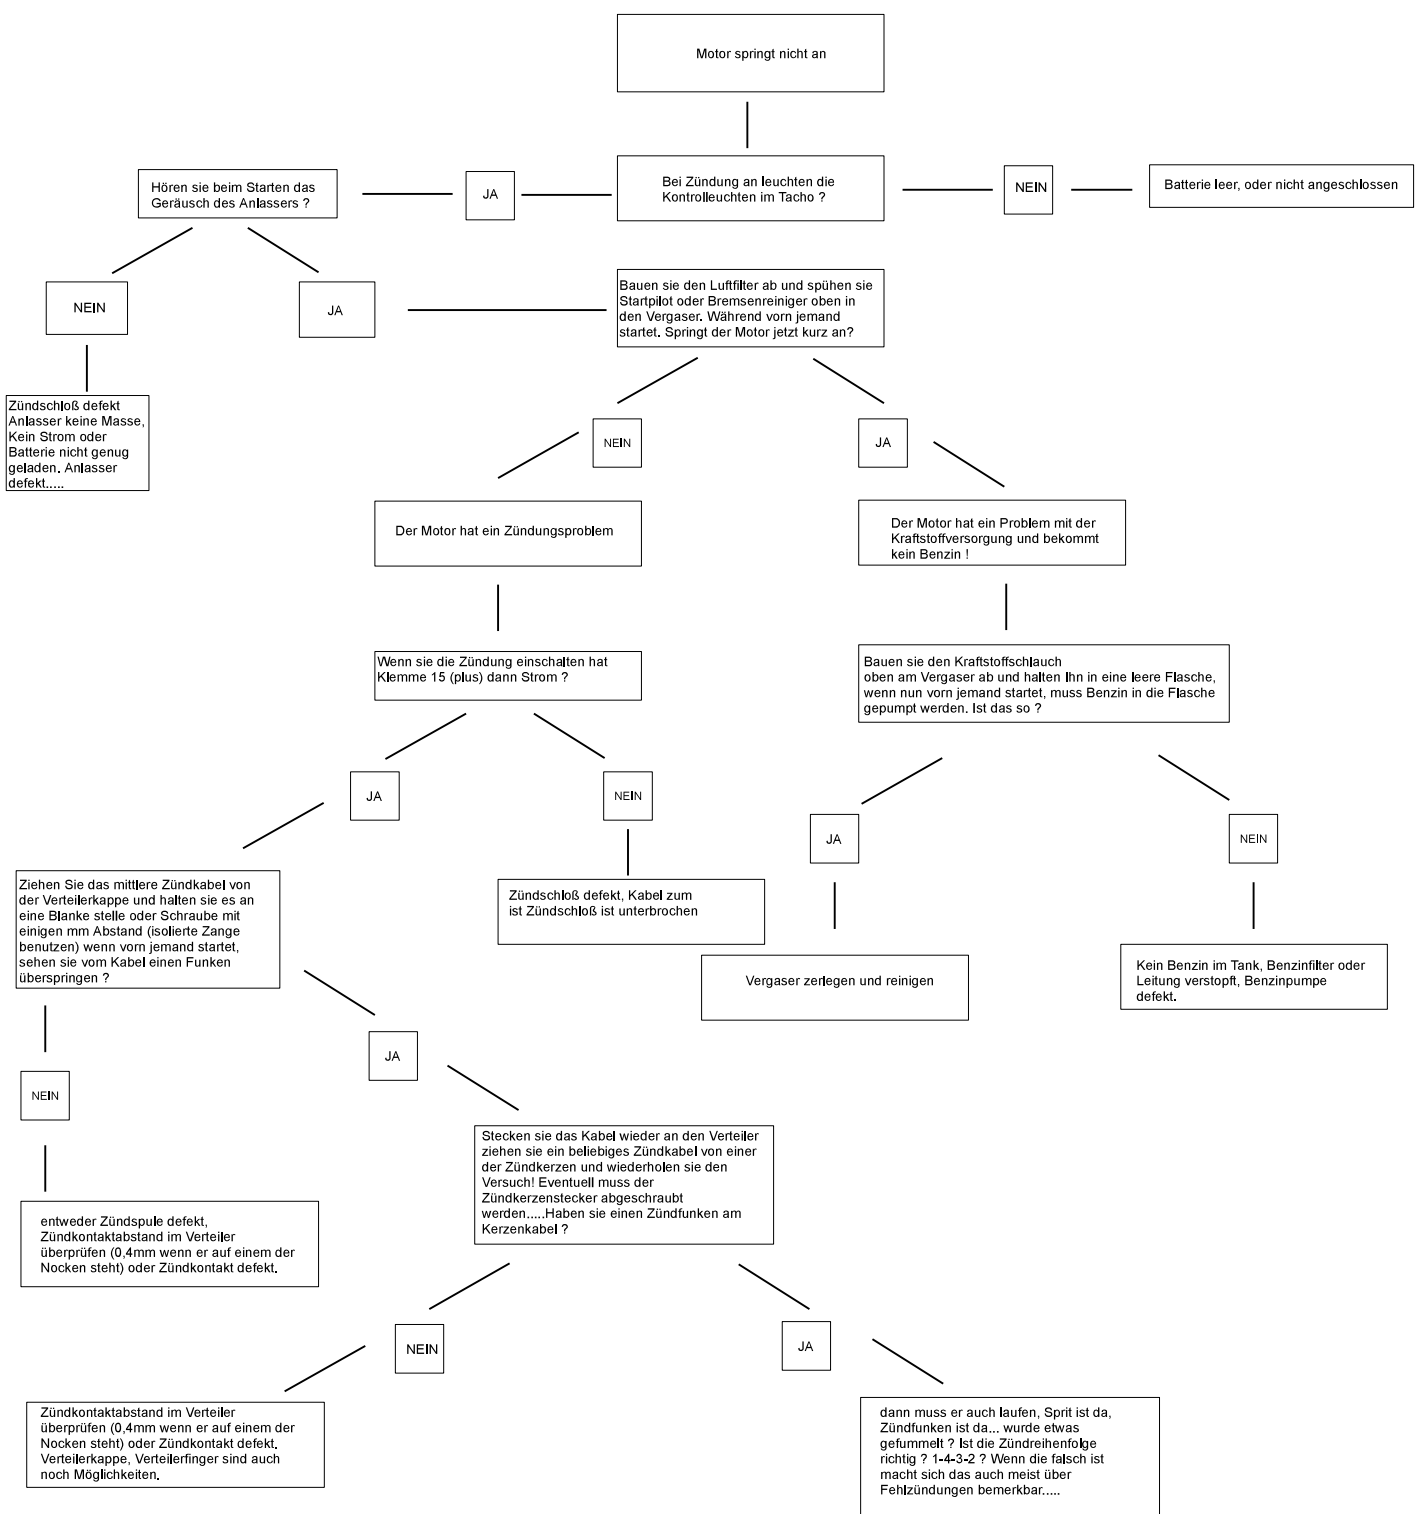 Motor springt nicht an
Hören sie beim Starten das
Geräusch des Anlassers ?
JA
Bei Zündung an leuchten die
Kontrolleuchten im Tacho ?
NEIN
Batterie leer, oder nicht angeschlossen
NEIN
JA
Bauen sie den Luftfilter ab und spühen sie
Startpilot oder Bremsenreiniger oben in
den Vergaser. Während vorn jemand
startet. Springt der Motor jetzt kurz an?
Zündschloß defekt
Anlasser keine Masse,
Kein Strom oder
Batterie nicht genug
geladen. Anlasser
defekt.....
NEIN
JA
Der Motor hat ein Zündungsproblem
Der Motor hat ein Problem mit der
Kraftstoffversorgung und bekommt
kein Benzin !
Wenn sie die Zündung einschalten hat
Klemme 15 (plus) dann Strom ?
Bauen sie den Kraftstoffschlauch
oben am Vergaser ab und halten Ihn in eine leere Flasche,
wenn nun vorn jemand startet, muss Benzin in die Flasche
gepumpt werden. Ist das so ?
JA
NEIN
JA
NEIN
Ziehen Sie das mittlere Zündkabel von
der Verteilerkappe und halten sie es an
eine Blanke stelle oder Schraube mit
einigen mm Abstand (isolierte Zange
benutzen) wenn vorn jemand startet,
sehen sie vom Kabel einen Funken
überspringen ?
Zündschloß defekt, Kabel zum
ist Zündschloß ist unterbrochen
Vergaser zerlegen und reinigen
Kein Benzin im Tank, Benzinfilter oder
Leitung verstopft, Benzinpumpe
defekt.
NEIN
JA
Stecken sie das Kabel wieder an den Verteiler
ziehen sie ein beliebiges Zündkabel von einer
der Zündkerzen und wiederholen sie den
Versuch! Eventuell muss der
Zündkerzenstecker abgeschraubt
werden.....Haben sie einen Zündfunken am
Kerzenkabel ?
entweder Zündspule defekt,
Zündkontaktabstand im Verteiler
überprüfen (0,4mm wenn er auf einem der
Nocken steht) oder Zündkontakt defekt.
NEIN
JA
Zündkontaktabstand im Verteiler
überprüfen (0,4mm wenn er auf einem der
Nocken steht) oder Zündkontakt defekt.
Verteilerkappe, Verteilerfinger sind auch
noch Möglichkeiten.
dann muss er auch laufen, Sprit ist da,
Zündfunken ist da... wurde etwas
gefummelt ? Ist die Zündreihenfolge
richtig ? 1-4-3-2 ? Wenn die falsch ist
macht sich das auch meist über
Fehlzündungen bemerkbar.....